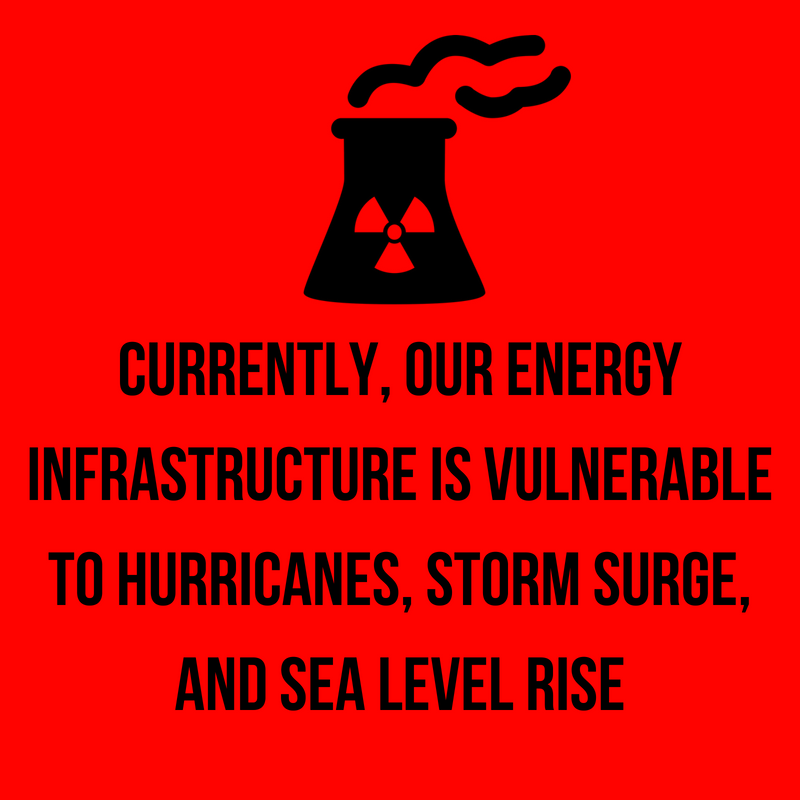 CURRENTLY, OUR ENERGY
INFRASTRUCTURE IS VULNERABLE
TO HURRICANES, STORM SURGE,
AND SEA LEVEL RISE